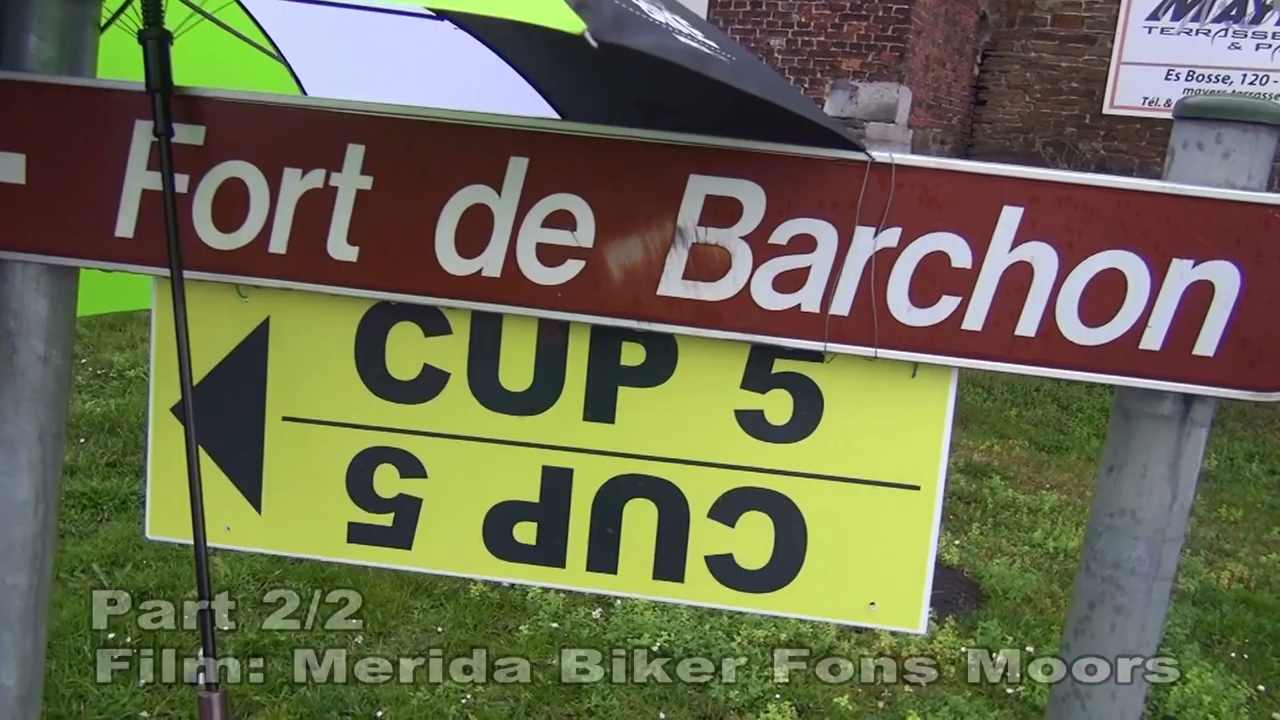 TERRASSE
& P
Es Bosse, 120 -
Tél. &
- Fort de Barchon
CUP 5
CUP 5
Part 2/2
Film: Merida Biker Fons Moors